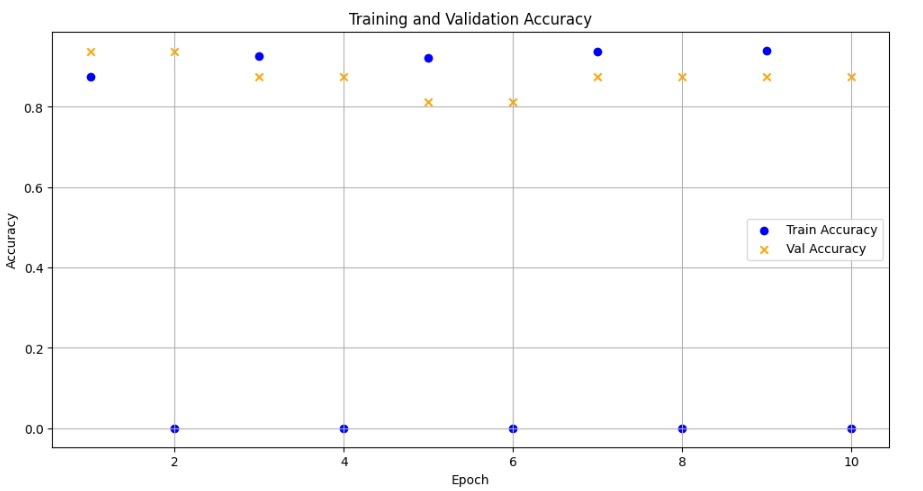 Training and Validation Accuracy
Accuracy
0.8
0.6
0.4
0.2
0.0
Train Accuracy
Val Accuracy
2 4 6 8 10
Epoch